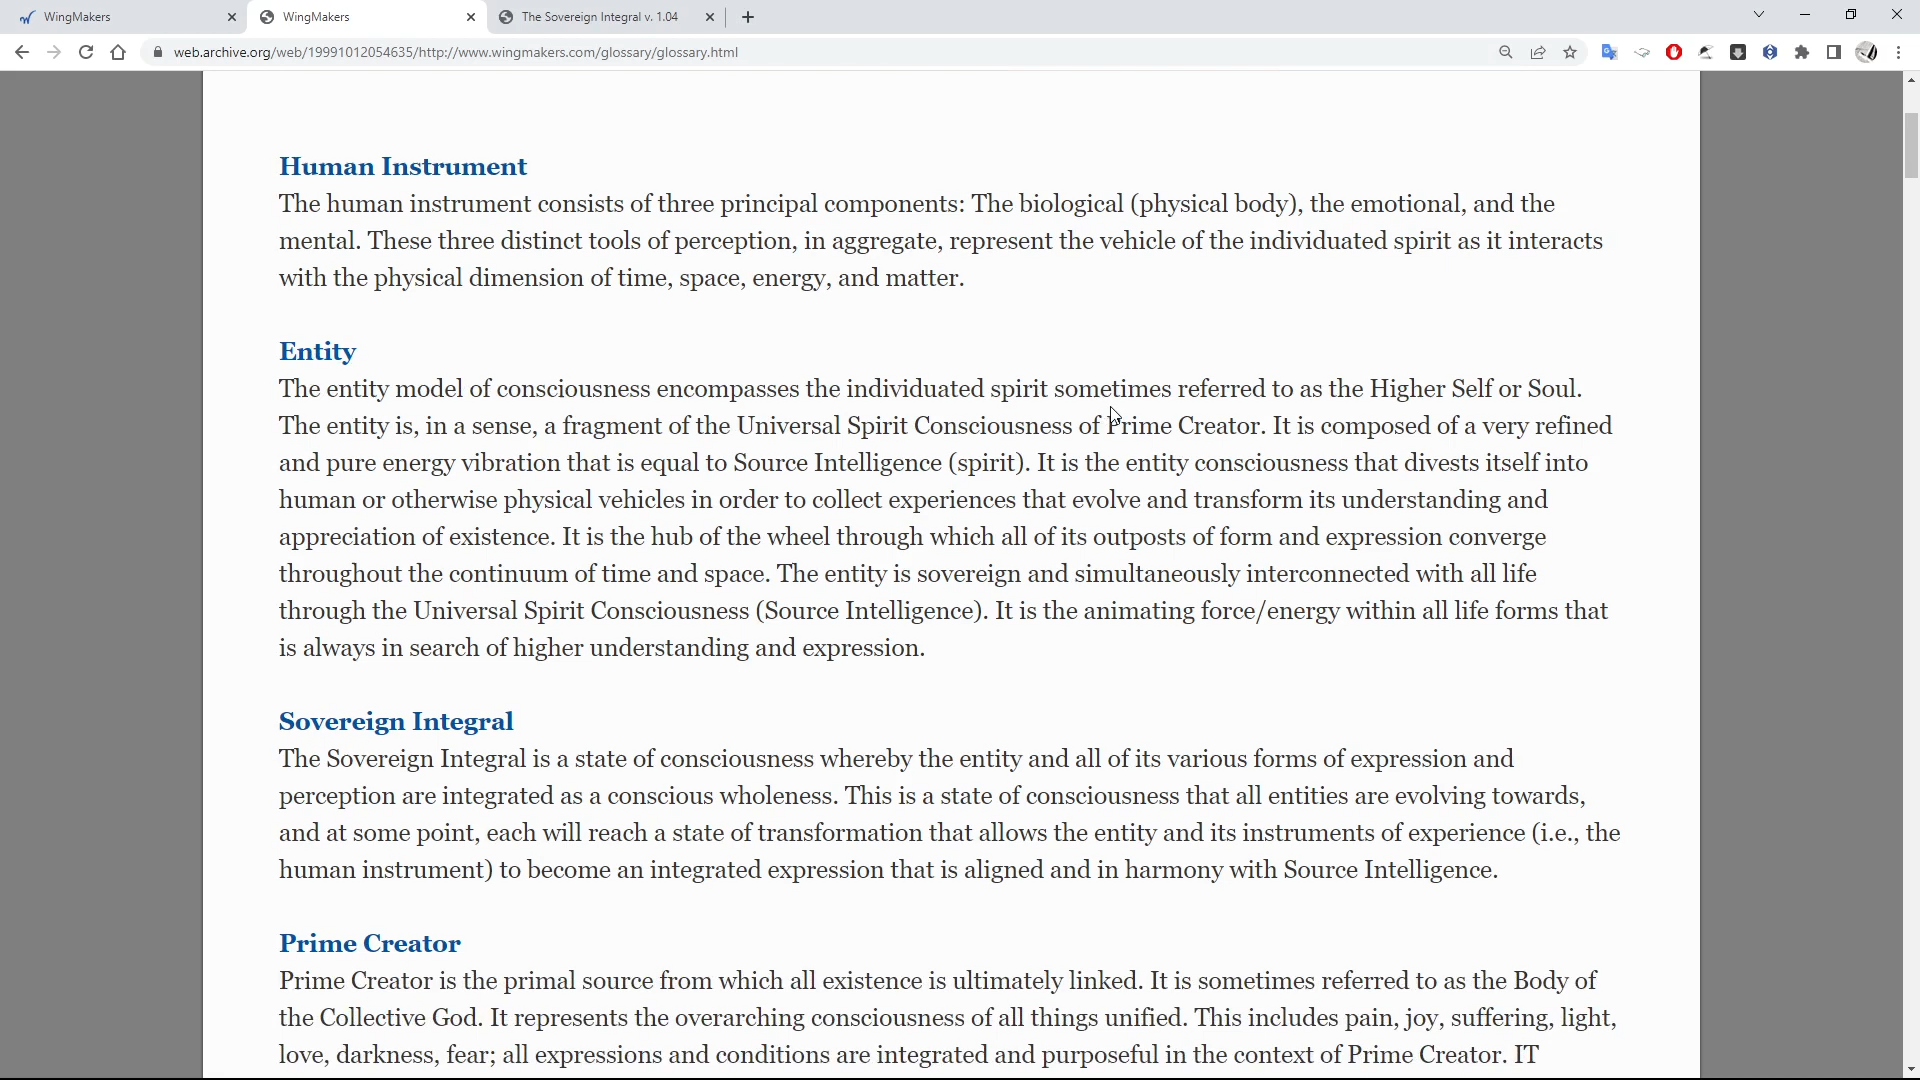 WingMakers
WingMakers
The Sovereign Integral v. 1.04
web.archive.org/web/19991012054635/http://www.wingmakers.com/glossary/glossary.html
Human Instrument
The human instrument consists of three principal components: The biological (physical body), the emotional, and the
mental. These three distinct tools of perception, in aggregate, represent the vehicle of the individuated spirit as it interacts
with the physical dimension of time, space, energy, and matter.
Entity
The entity model of consciousness encompasses the individuated spirit sometimes referred to as the Higher Self or Soul.
The entity is, in a sense, a fragment of the Universal Spirit Consciousness of Prime Creator. It is composed of a very refined
and pure energy vibration that is equal to Source Intelligence (spirit). It is the entity consciousness that divests itself into
human or otherwise physical vehicles in order to collect experiences that evolve and transform its understanding and
appreciation of existence. It is the hub of the wheel through which all of its outposts of form and expression converge
throughout the continuum of time and space. The entity is sovereign and simultaneously interconnected with all life
through the Universal Spirit Consciousness (Source Intelligence). It is the animating force/energy within all life forms that
is always in search of higher understanding and expression.
Sovereign Integral
The Sovereign Integral is a state of consciousness whereby the entity and all of its various forms of expression and
perception are integrated as a conscious wholeness. This is a state of consciousness that all entities are evolving towards,
and at some point, each will reach a state of transformation that allows the entity and its instruments of experience (i.e., the
human instrument) to become an integrated expression that is aligned and in harmony with Source Intelligence.
Prime Creator
Prime Creator is the primal source from which all existence is ultimately linked. It is sometimes referred to as the Body of
the Collective God. It represents the overarching consciousness of all things unified. This includes pain, joy, suffering, light,
love, darkness, fear; all expressions and conditions are integrated and purposeful in the context of Prime Creator. IT